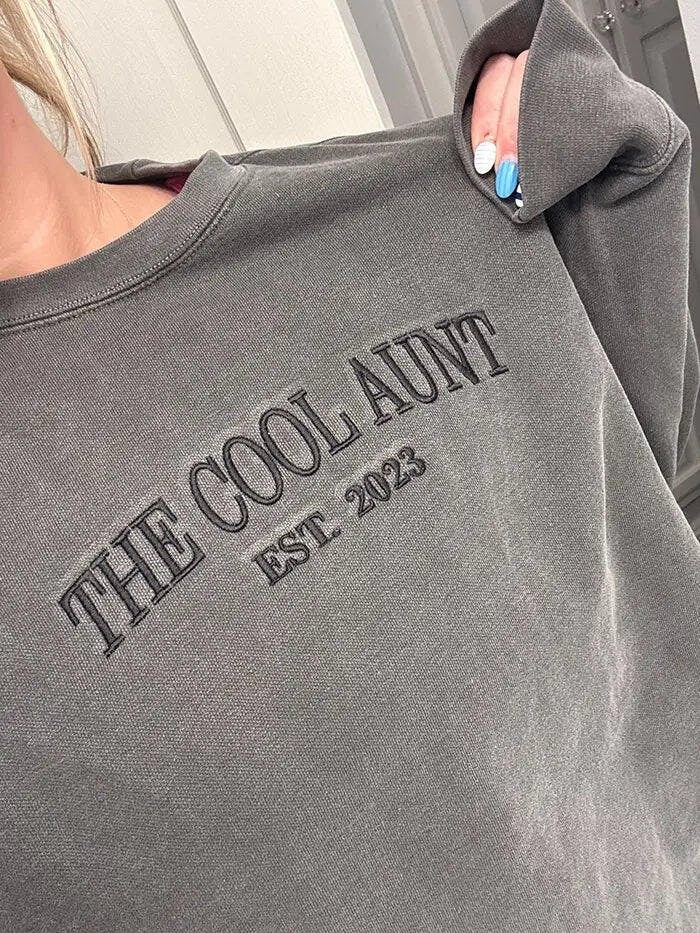 THE COOL AUNT
EST. 2023